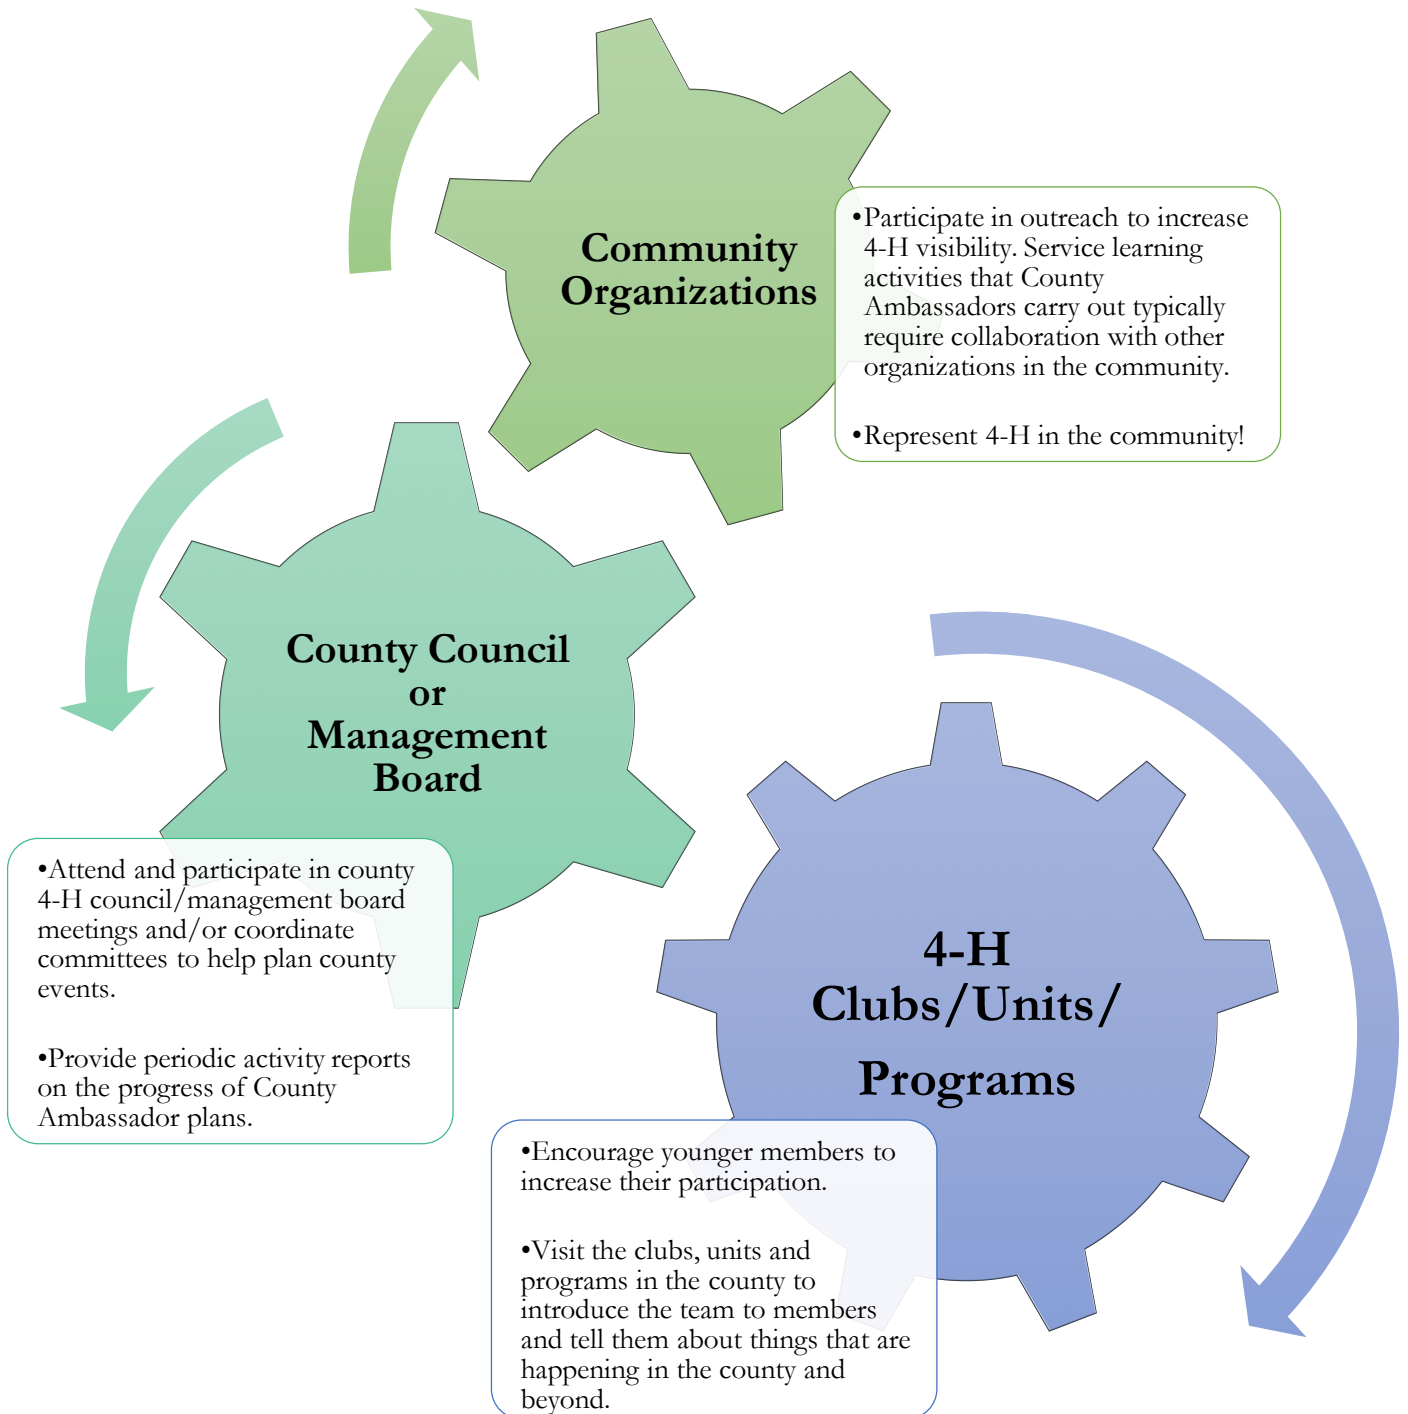 Community
Organizations
•Participate in outreach to increase
4-H visibility. Service learning
activities that County
Ambassadors carry out typically
require collaboration with other
organizations in the community.
•Represent 4-H in the community!
County Council
or
Management
Board
•Attend and participate in county
4-H council/management board
meetings and/or coordinate
committees to help plan county
events.
•Provide periodic activity reports
on the progress of County
Ambassador plans.
4-H
Clubs/Units/
Programs
•Encourage younger members to
increase their participation.
•Visit the clubs, units and
programs in the county to
introduce the team to members
and tell them about things that are
happening in the county and
beyond.